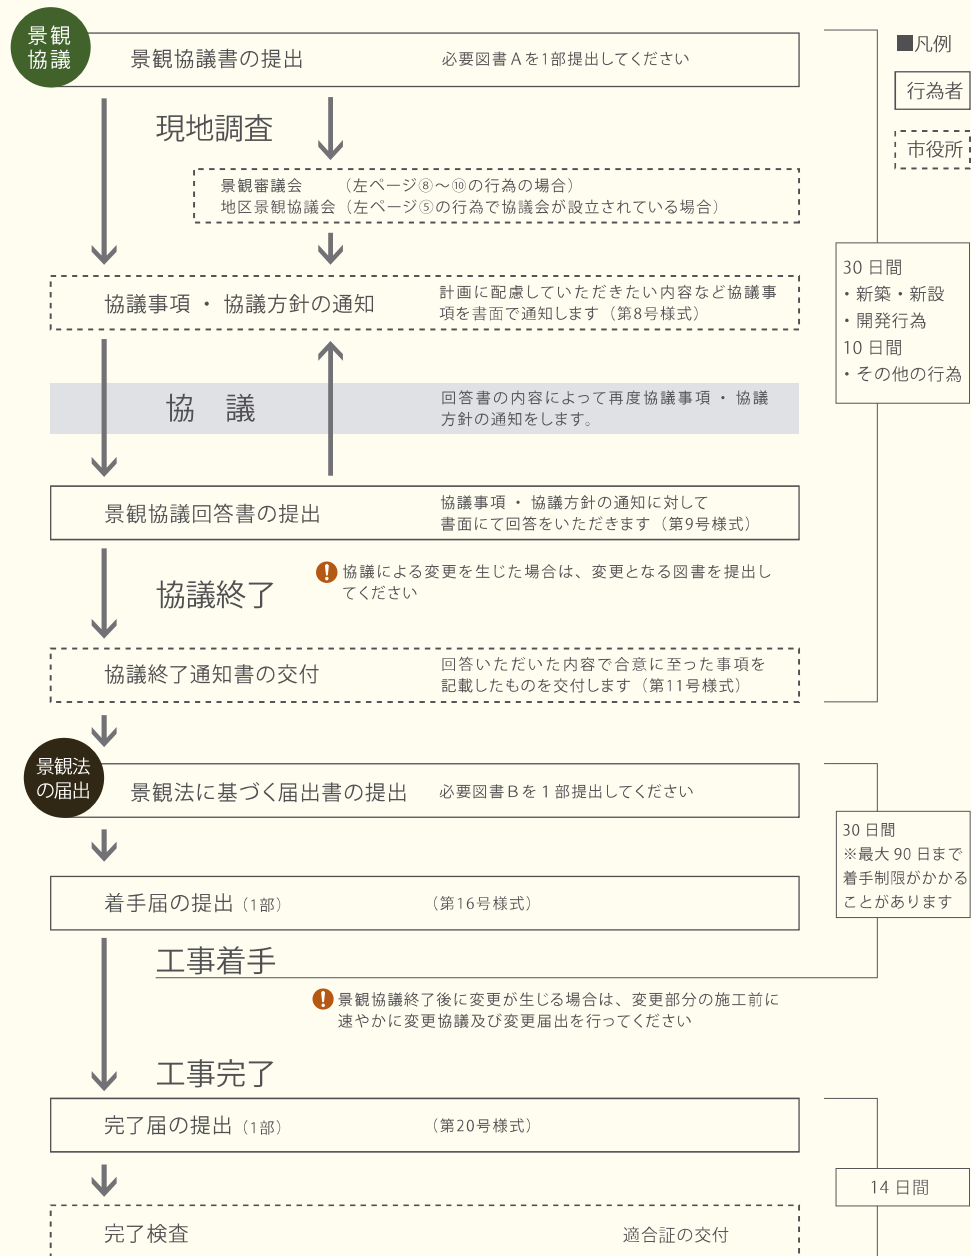 景観
協議
景観協議書の提出 必要図書Aを1部提出してください
■凡例
行為者
市役所
現地調査
景観審議会 （左ページ⑧～⑩の行為の場合）
地区景観協議会（左ページ⑤の行為で協議会が設立されている場合）
協議事項・協議方針の通知
計画に配慮していただきたい内容など協議事
項を書面で通知します（第8号様式）
30日間
・新築・新設
・開発行為
10日間
・その他の行為
協 議
回答書の内容によって再度協議事項・協議
方針の通知をします。
景観協議回答書の提出
協議事項・協議方針の通知に対して
書面にて回答をいただきます（第9号様式）
協議終了
!協議による変更を生じた場合は、変更となる図書を提出し
てください
協議終了通知書の交付
回答いただいた内容で合意に至った事項を
記載したものを交付します（第11号様式）
景観法
の届出
景観法に基づく届出書の提出 必要図書Bを1部提出してください
30日間
※最大90日まで
着手制限がかかる
ことがあります
着手届の提出（1部） （第16号様式）
工事着手
!景観協議終了後に変更が生じる場合は、変更部分の施工前に
速やかに変更協議及び変更届出を行ってください
工事完了
完了届の提出（1部） （第20号様式）
14日間
完了検査 適合証の交付